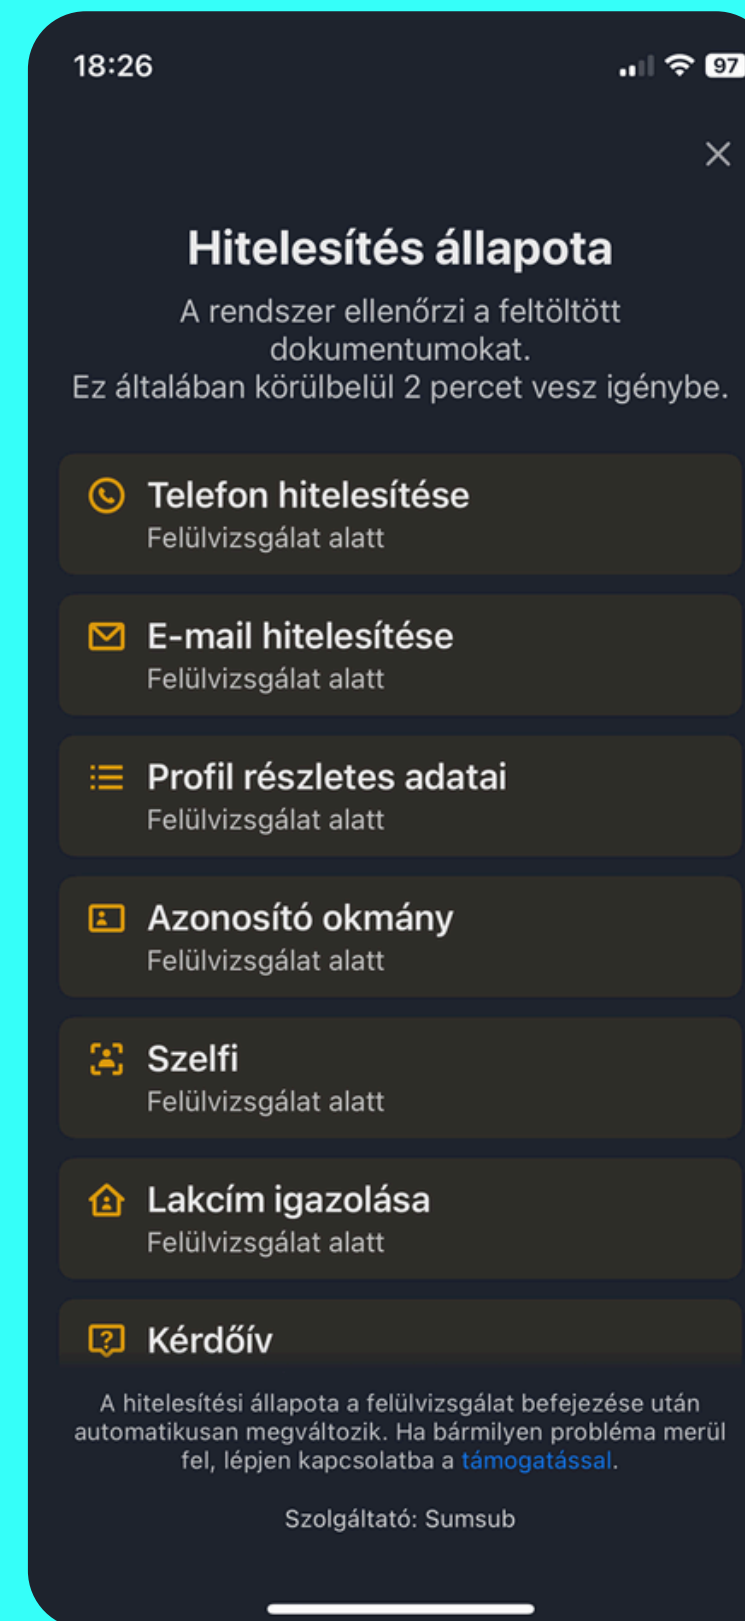 18:26
97
Hitelesítés állapota
A rendszer ellenőrzi a feltöltött
dokumentumokat.
Ez általában körülbelül 2 percet vesz igénybe.
Telefon hitelesítése
Felülvizsgálat alatt
E-mail hitelesítése
Felülvizsgálat alatt
Profil részletes adatai
Felülvizsgálat alatt
Azonosító okmány
Felülvizsgálat alatt
Szelfi
Felülvizsgálat alatt
Lakcím igazolása
Felülvizsgálat alatt
Kérdőív
A hitelesítési állapota a felülvizsgálat befejezése után
automatikusan megváltozik. Ha bármilyen probléma merül
fel, lépjen kapcsolatba a támogatással.
Szolgáltató: Sumsub